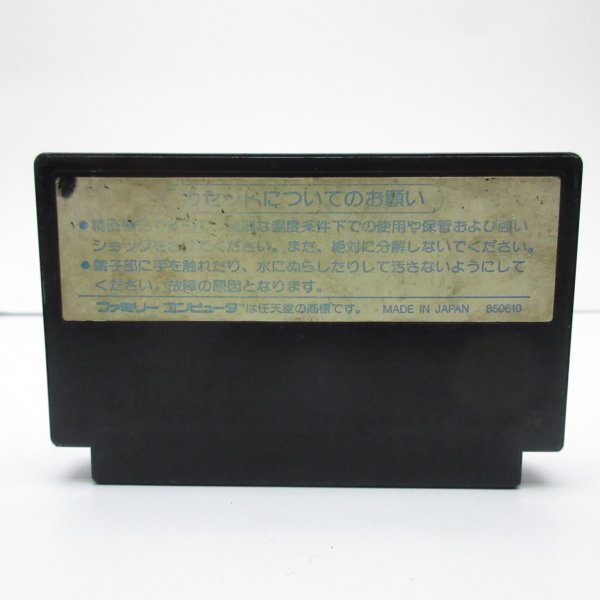 カセットについてのお願い
●精密機器ですので、極端な温度条件下での使用や保管および強い
ショックをさけてください。また、絶対に分解しないでください。
●端子部に手を触れたり、水にぬらしたりして汚さないようにして
ください。故障の原因となります。
ファミリーコンピュータ™は任天堂の商標です。 MADE IN JAPAN 850610